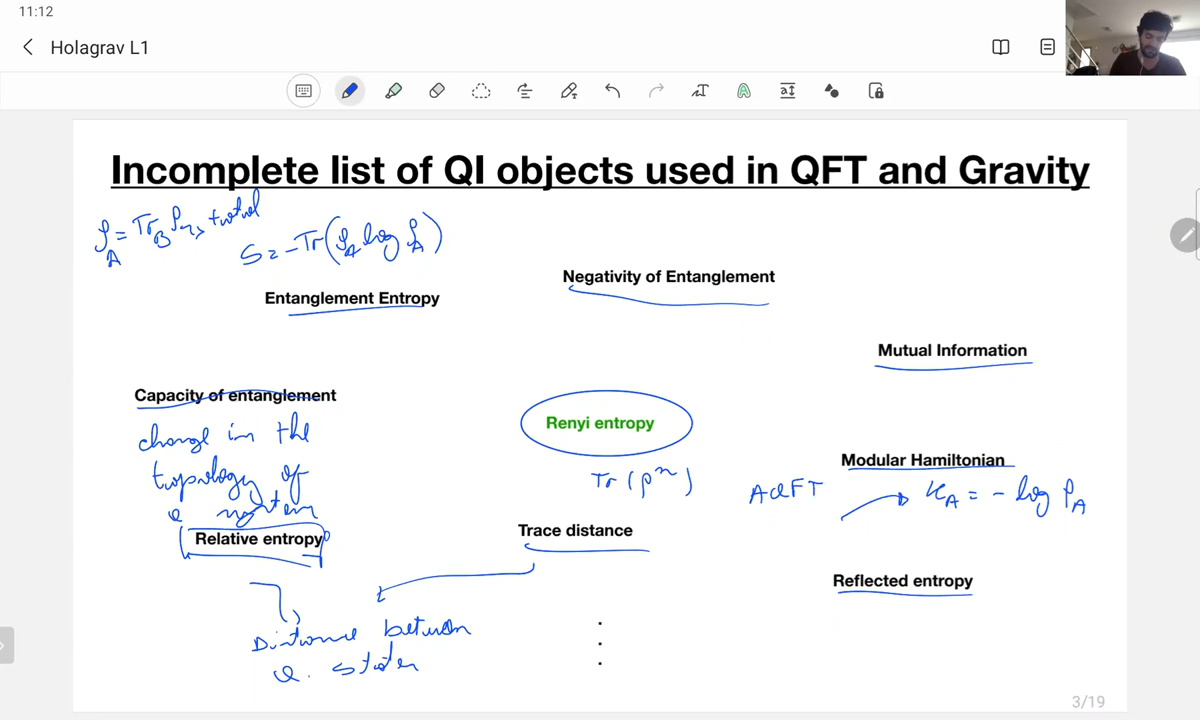 11:12
Holagrav L1
Incomplete list of QI objects used in QFT and Gravity
ρ_A = Tr_B ρ → total
S = -Tr(ρ_A log ρ_A)
Negativity of Entanglement
Entanglement Entropy
Mutual Information
Capacity of entanglement
change in the
topology of
Q system
Renyi entropy
Tr(ρ^n)
Modular Hamiltonian
AQFT
K_A = - log ρ_A
Relative entropy
Trace distance
Reflected entropy
Distance between
Q. states
3/19